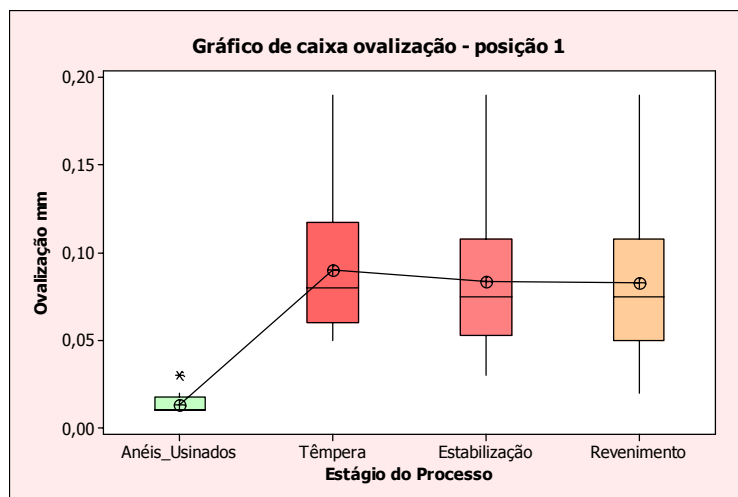 Gráfico de caixa ovalização - posição 1
0,20
0,15
0,10
0,05
0,00
Ovalização mm
Anéis_Usinados Têmpera Estabilização Revenimento
Estágio do Processo